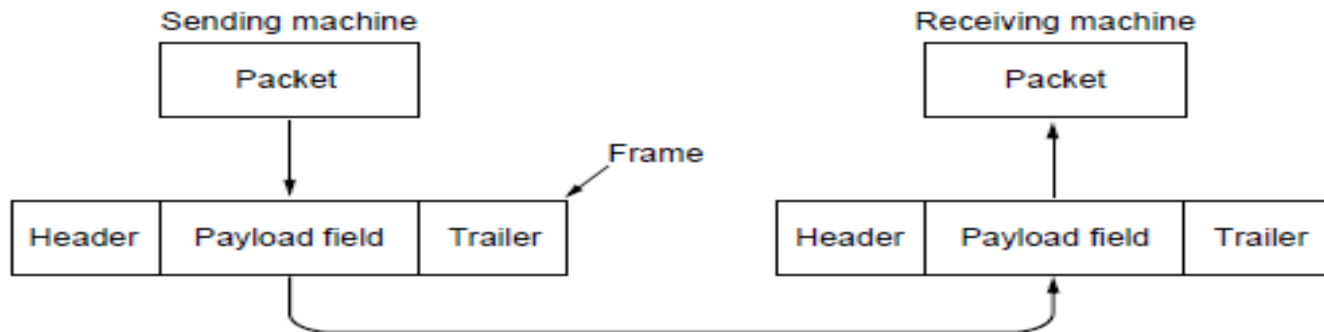 Sending machine
Receiving machine
Packet
Packet
Frame
Header
Payload field
Trailer
Header
Payload field
Trailer